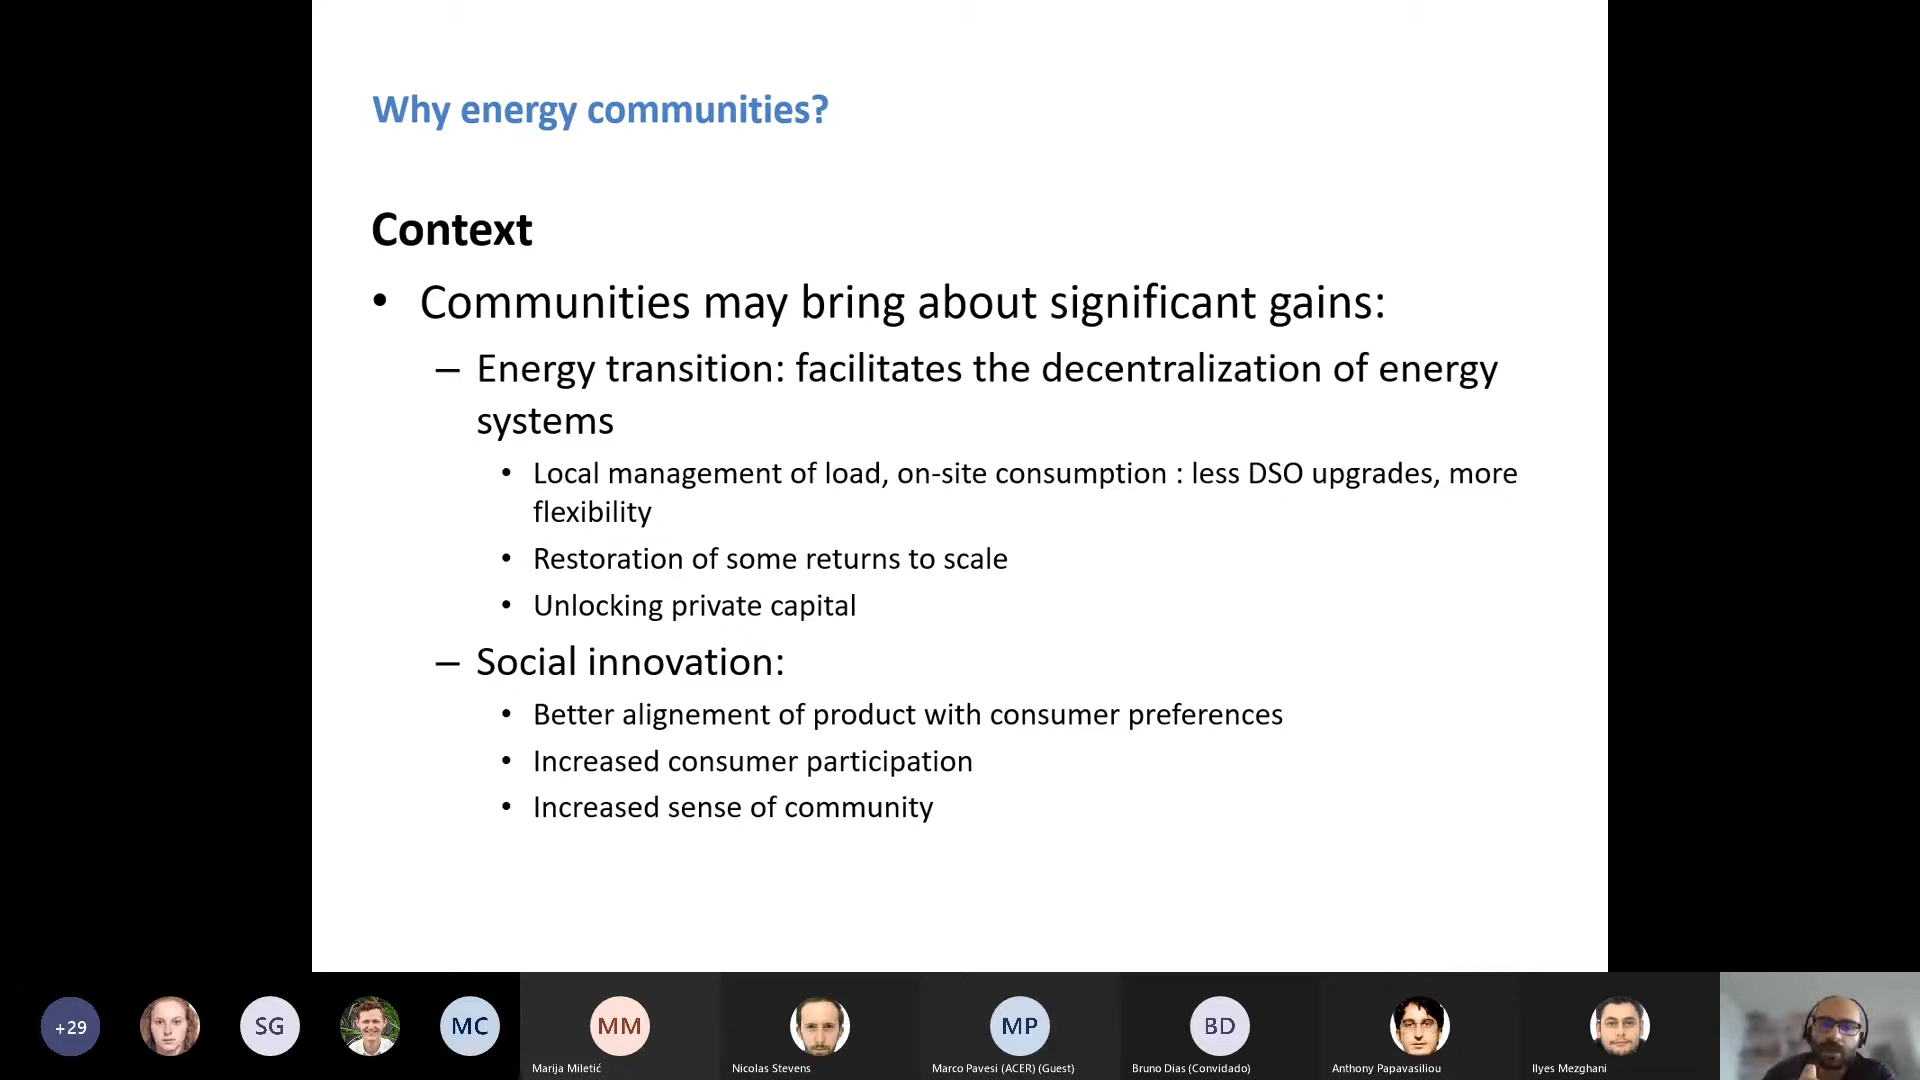 Why energy communities?
Context
• Communities may bring about significant gains:
– Energy transition: facilitates the decentralization of energy
systems
• Local management of load, on-site consumption : less DSO upgrades, more
flexibility
• Restoration of some returns to scale
• Unlocking private capital
– Social innovation:
• Better alignement of product with consumer preferences
• Increased consumer participation
• Increased sense of community
+29
SG
MC
MM
MP
BD
Marija Miletić
Nicolas Stevens
Marco Pavesi (ACER) (Guest)
Bruno Dias (Convidado)
Anthony Papavasiliou
Ilyes Mezghani